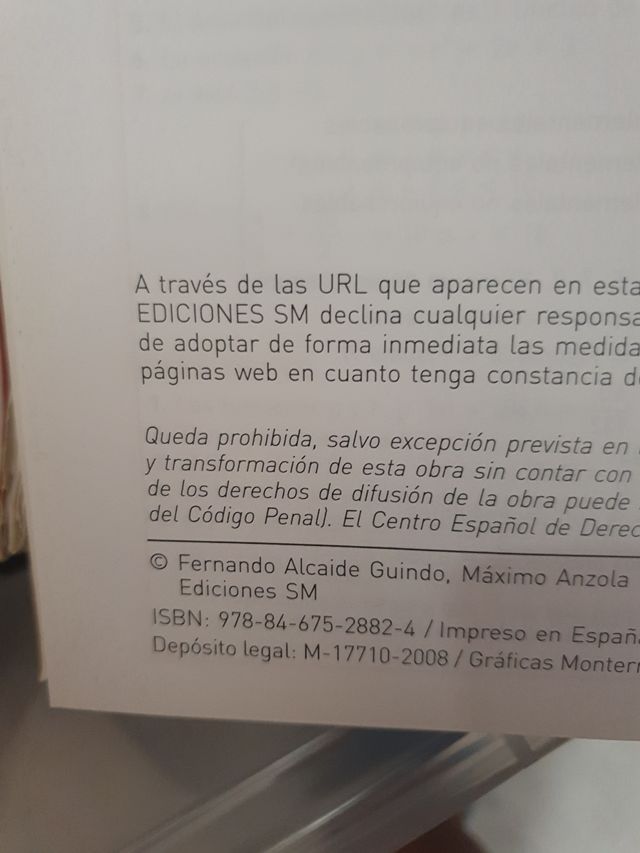 A través de las URL que aparecen en esta
EDICIONES SM declina cualquier responsa
de adoptar de forma inmediata las medida
páginas web en cuanto tenga constancia d
Queda prohibida, salvo excepción prevista en
y transformación de esta obra sin contar con
de los derechos de difusión de la obra puede
del Código Penal). El Centro Español de Derec
© Fernando Alcaide Guindo, Máximo Anzola
Ediciones SM
ISBN: 978-84-675-2882-4 / Impreso en Españ
Depósito legal: M-17710-2008 / Gráficas Monter